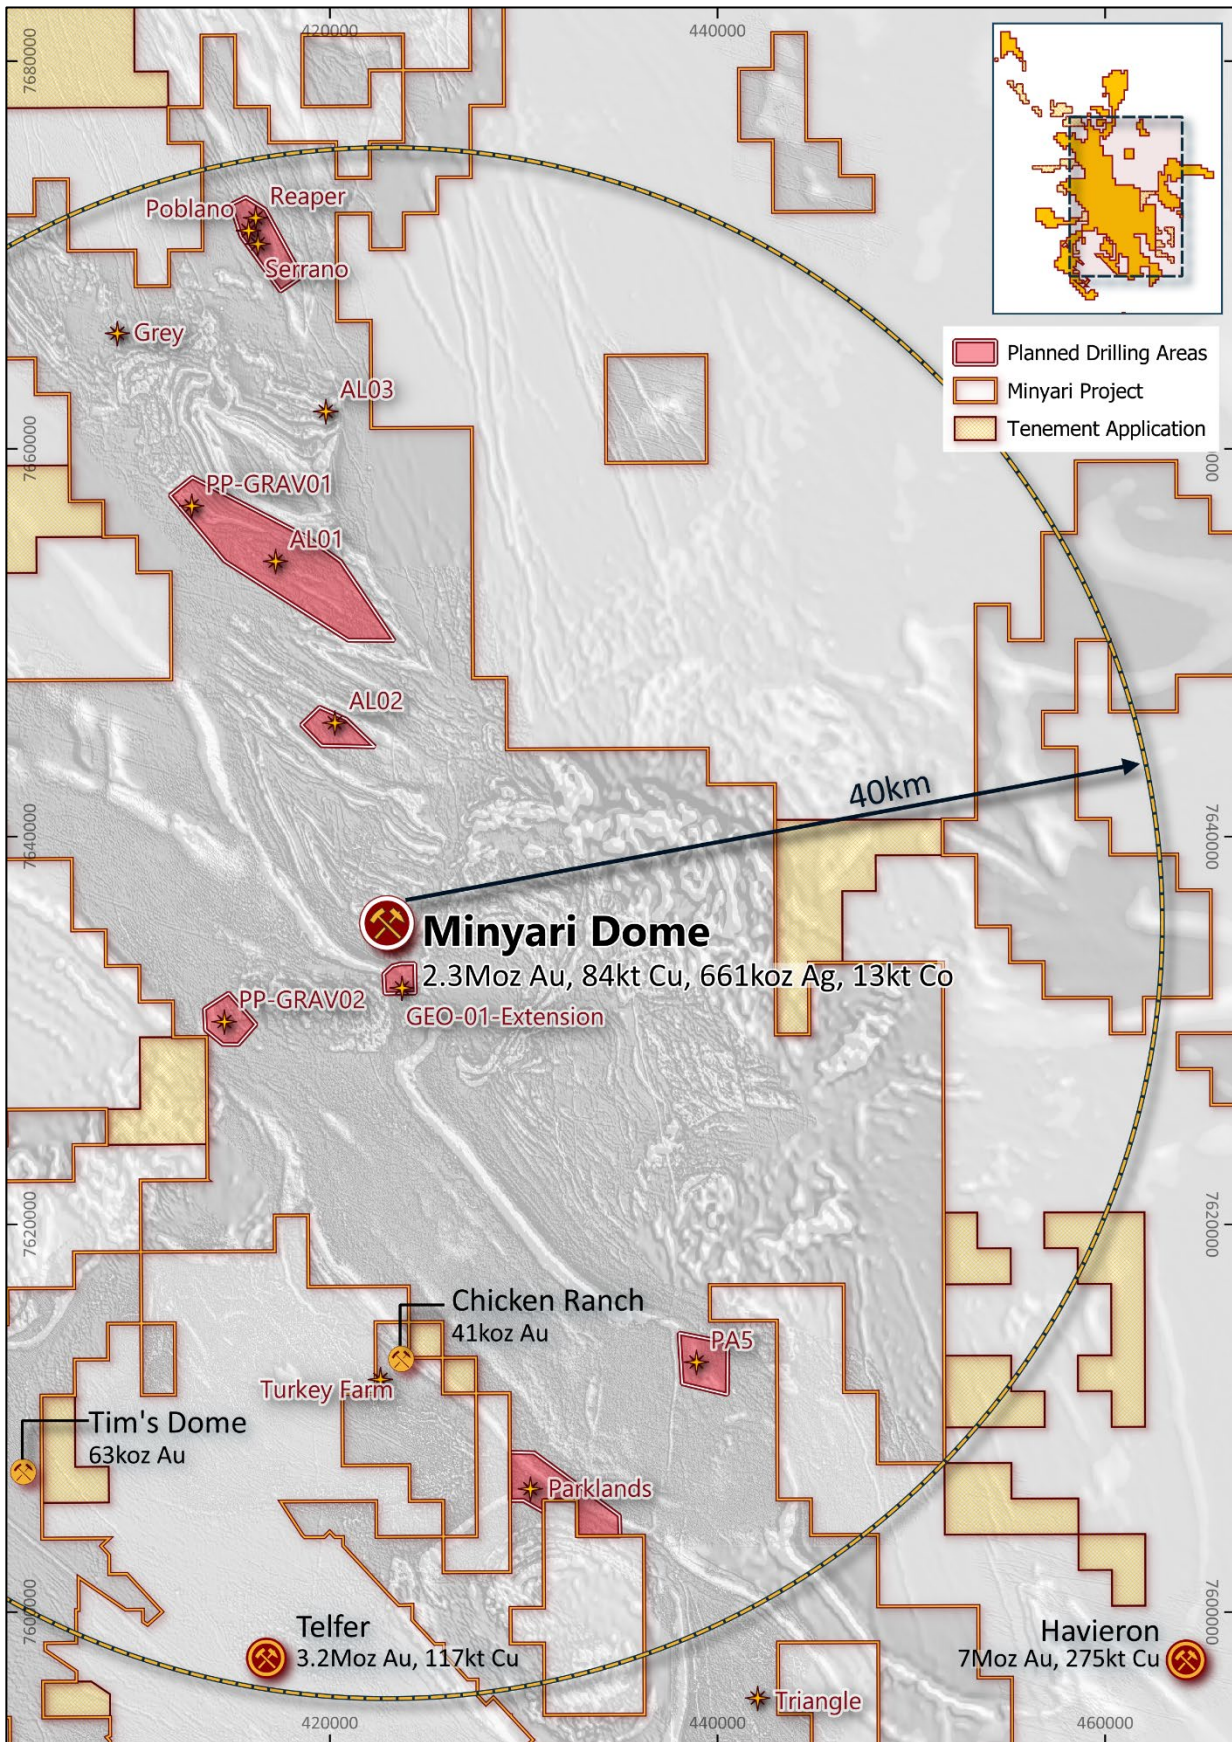 420000
440000
7680000
Reaper
Poblano
Serrano
Grey
Planned Drilling Areas
Minyari Project
Tenement Application
AL03
7660000
PP-GRAV01
AL01
AL02
40km
7640000
7640000
Minyari Dome
2.3Moz Au, 84kt Cu, 661koz Ag, 13kt Co
PP-GRAV02
GEO-01-Extension
7620000
7620000
Chicken Ranch
41koz Au
PA5
Turkey Farm
Tim's Dome
63koz Au
Parklands
7600000
7600000
Telfer
3.2Moz Au, 117kt Cu
Havieron
7Moz Au, 275kt Cu
Triangle
420000
440000
460000